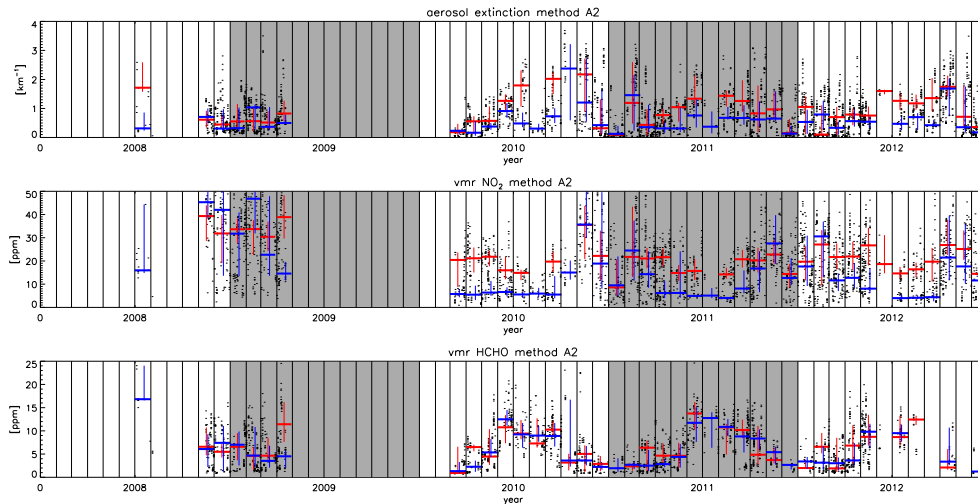 aerosol extinction method A2
4
3
2
1
0
[km⁻¹]
0 2008 2009 2010 2011 2012
year
vmr NO₂ method A2
50
40
30
20
10
0
[ppm]
0 2008 2009 2010 2011 2012
year
vmr HCHO method A2
25
20
15
10
5
0
[ppm]
0 2008 2009 2010 2011 2012
year